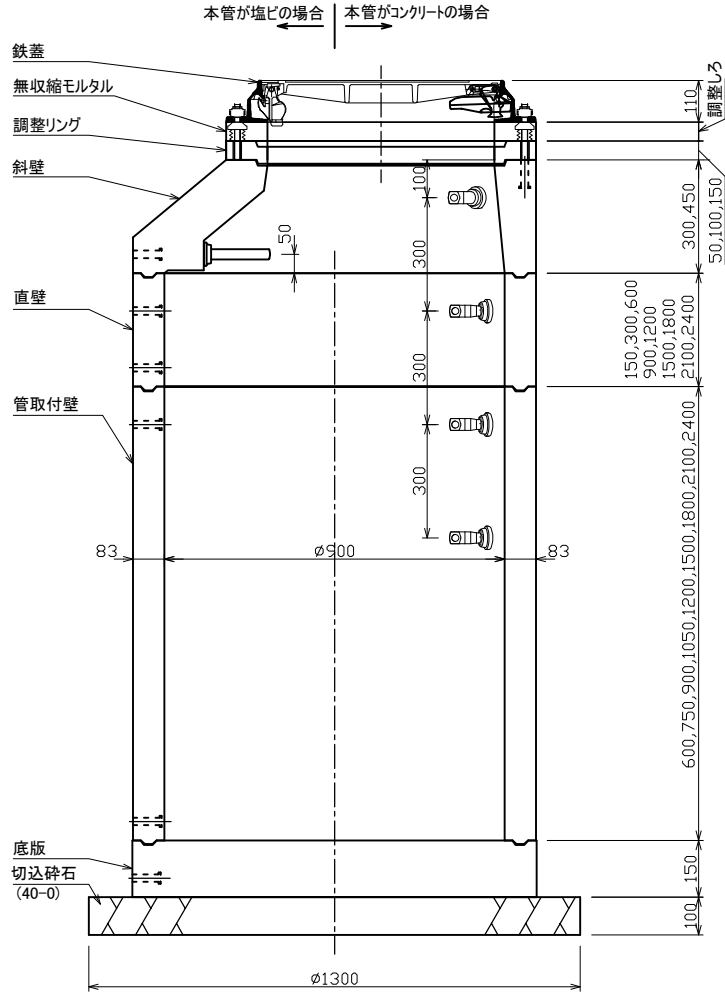 本管が塩ビの場合
本管がコンクリートの場合
鉄蓋
無収縮モルタル
調整リング
斜壁
直壁
管取付壁
底版
切込砕石
(40-0)
110
調整しろ
50,100,150
300,450
150,300,600
900,1200
1500,1800
2100,2400
600,750,900,1050,1200,1500,1800,2100,2400
150
100
100
300
300
300
50
83
ø900
83
ø1300